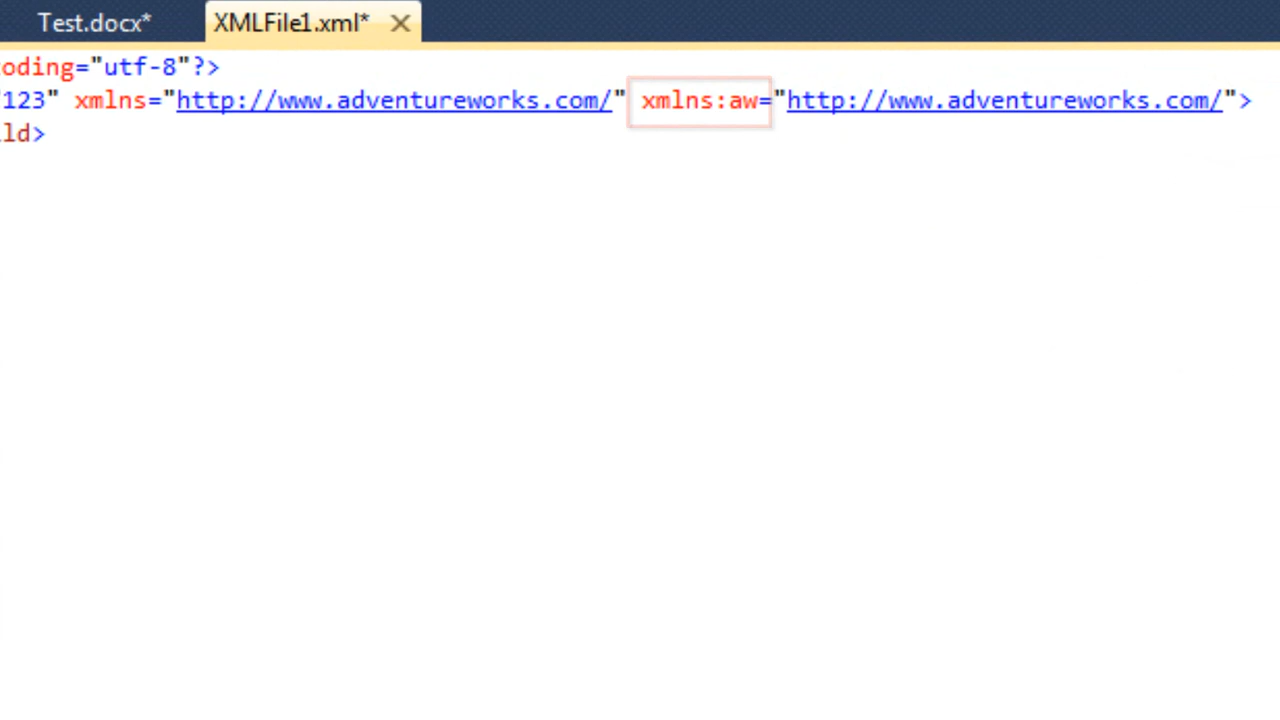 Test.docx* XMLFile1.xml*
oding="utf-8"?>
123" xmlns="http://www.adventureworks.com/" xmlns:aw="http://www.adventureworks.com/">
ld>